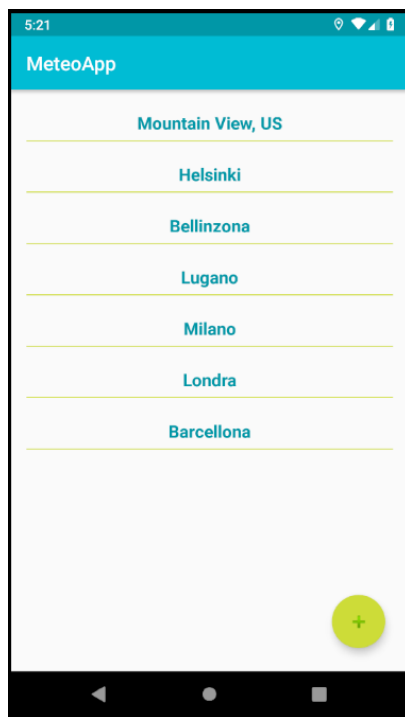 5:21
MeteoApp
Mountain View, US
Helsinki
Bellinzona
Lugano
Milano
Londra
Barcellona
+